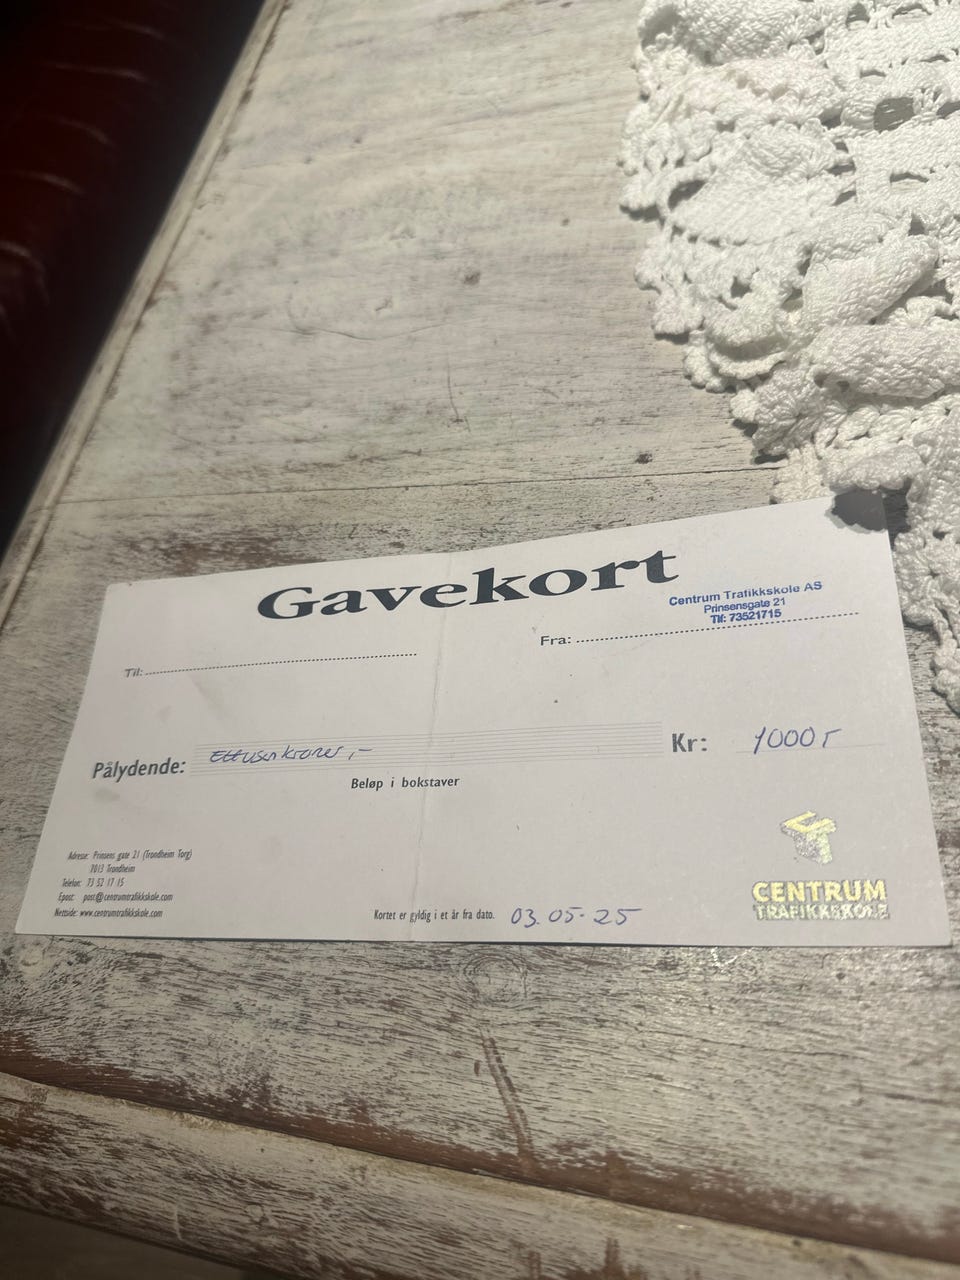 Gavekort
Centrum Trafikkskole AS
Prinsensgate 21
Tlf: 73521715
Til:
Fra:
Pålydende: Ettusen kroner,-
Kr: 1000,-
Beløp i bokstaver
Adresse: Prinsens gate 21 (Trondheim Torg)
7013 Trondheim
Telefon: 73 52 17 15
Epost: post@centrumtrafikkskole.com
Nettside: www.centrumtrafikkskole.com
Kortet er gyldig i et år fra dato. 03.05-25
CENTRUM
TRAFIKKSKOLE